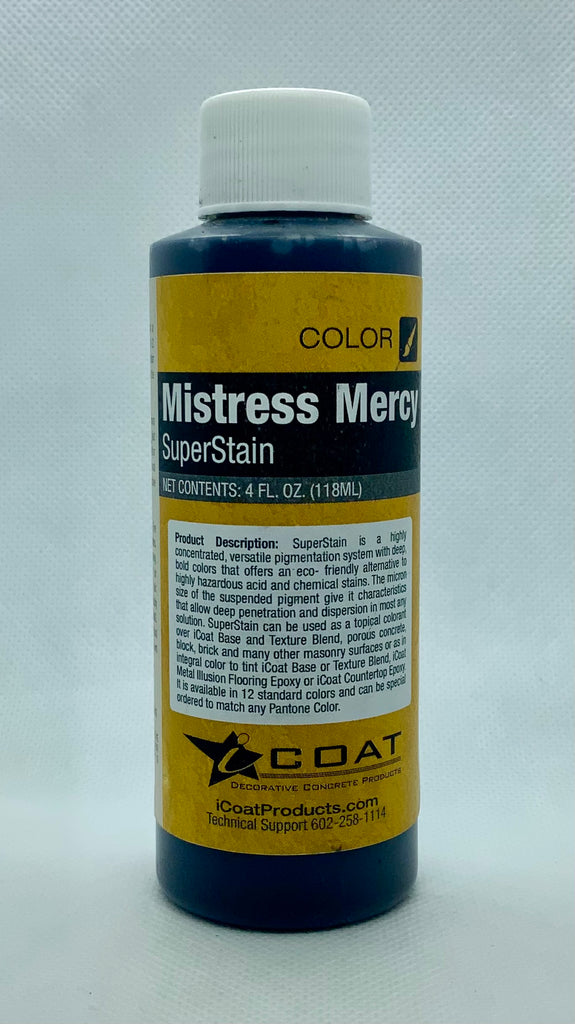 COLOR
Mistress Mercy
SuperStain
NET CONTENTS: 4 FL. OZ. (118ML)
Product Description: SuperStain is a highly
concentrated, versatile pigmentation system with deep,
bold colors that offers an eco- friendly alternative to
highly hazardous acid and chemical stains. The micron
size of the suspended pigment give it characteristics
that allow deep penetration and dispersion in most any
solution. SuperStain can be used as a topical colorant
over iCoat Base and Texture Blend, porous concrete,
block, brick and many other masonry surfaces or as in
integral color to tint iCoat Base or Texture Blend, iCoat
Metal Illusion Flooring Epoxy or iCoat Countertop Epoxy.
It is available in 12 standard colors and can be special
ordered to match any Pantone Color.
iCOAT
DECORATIVE CONCRETE PRODUCTS
iCoatProducts.com
Technical Support 602-258-1114